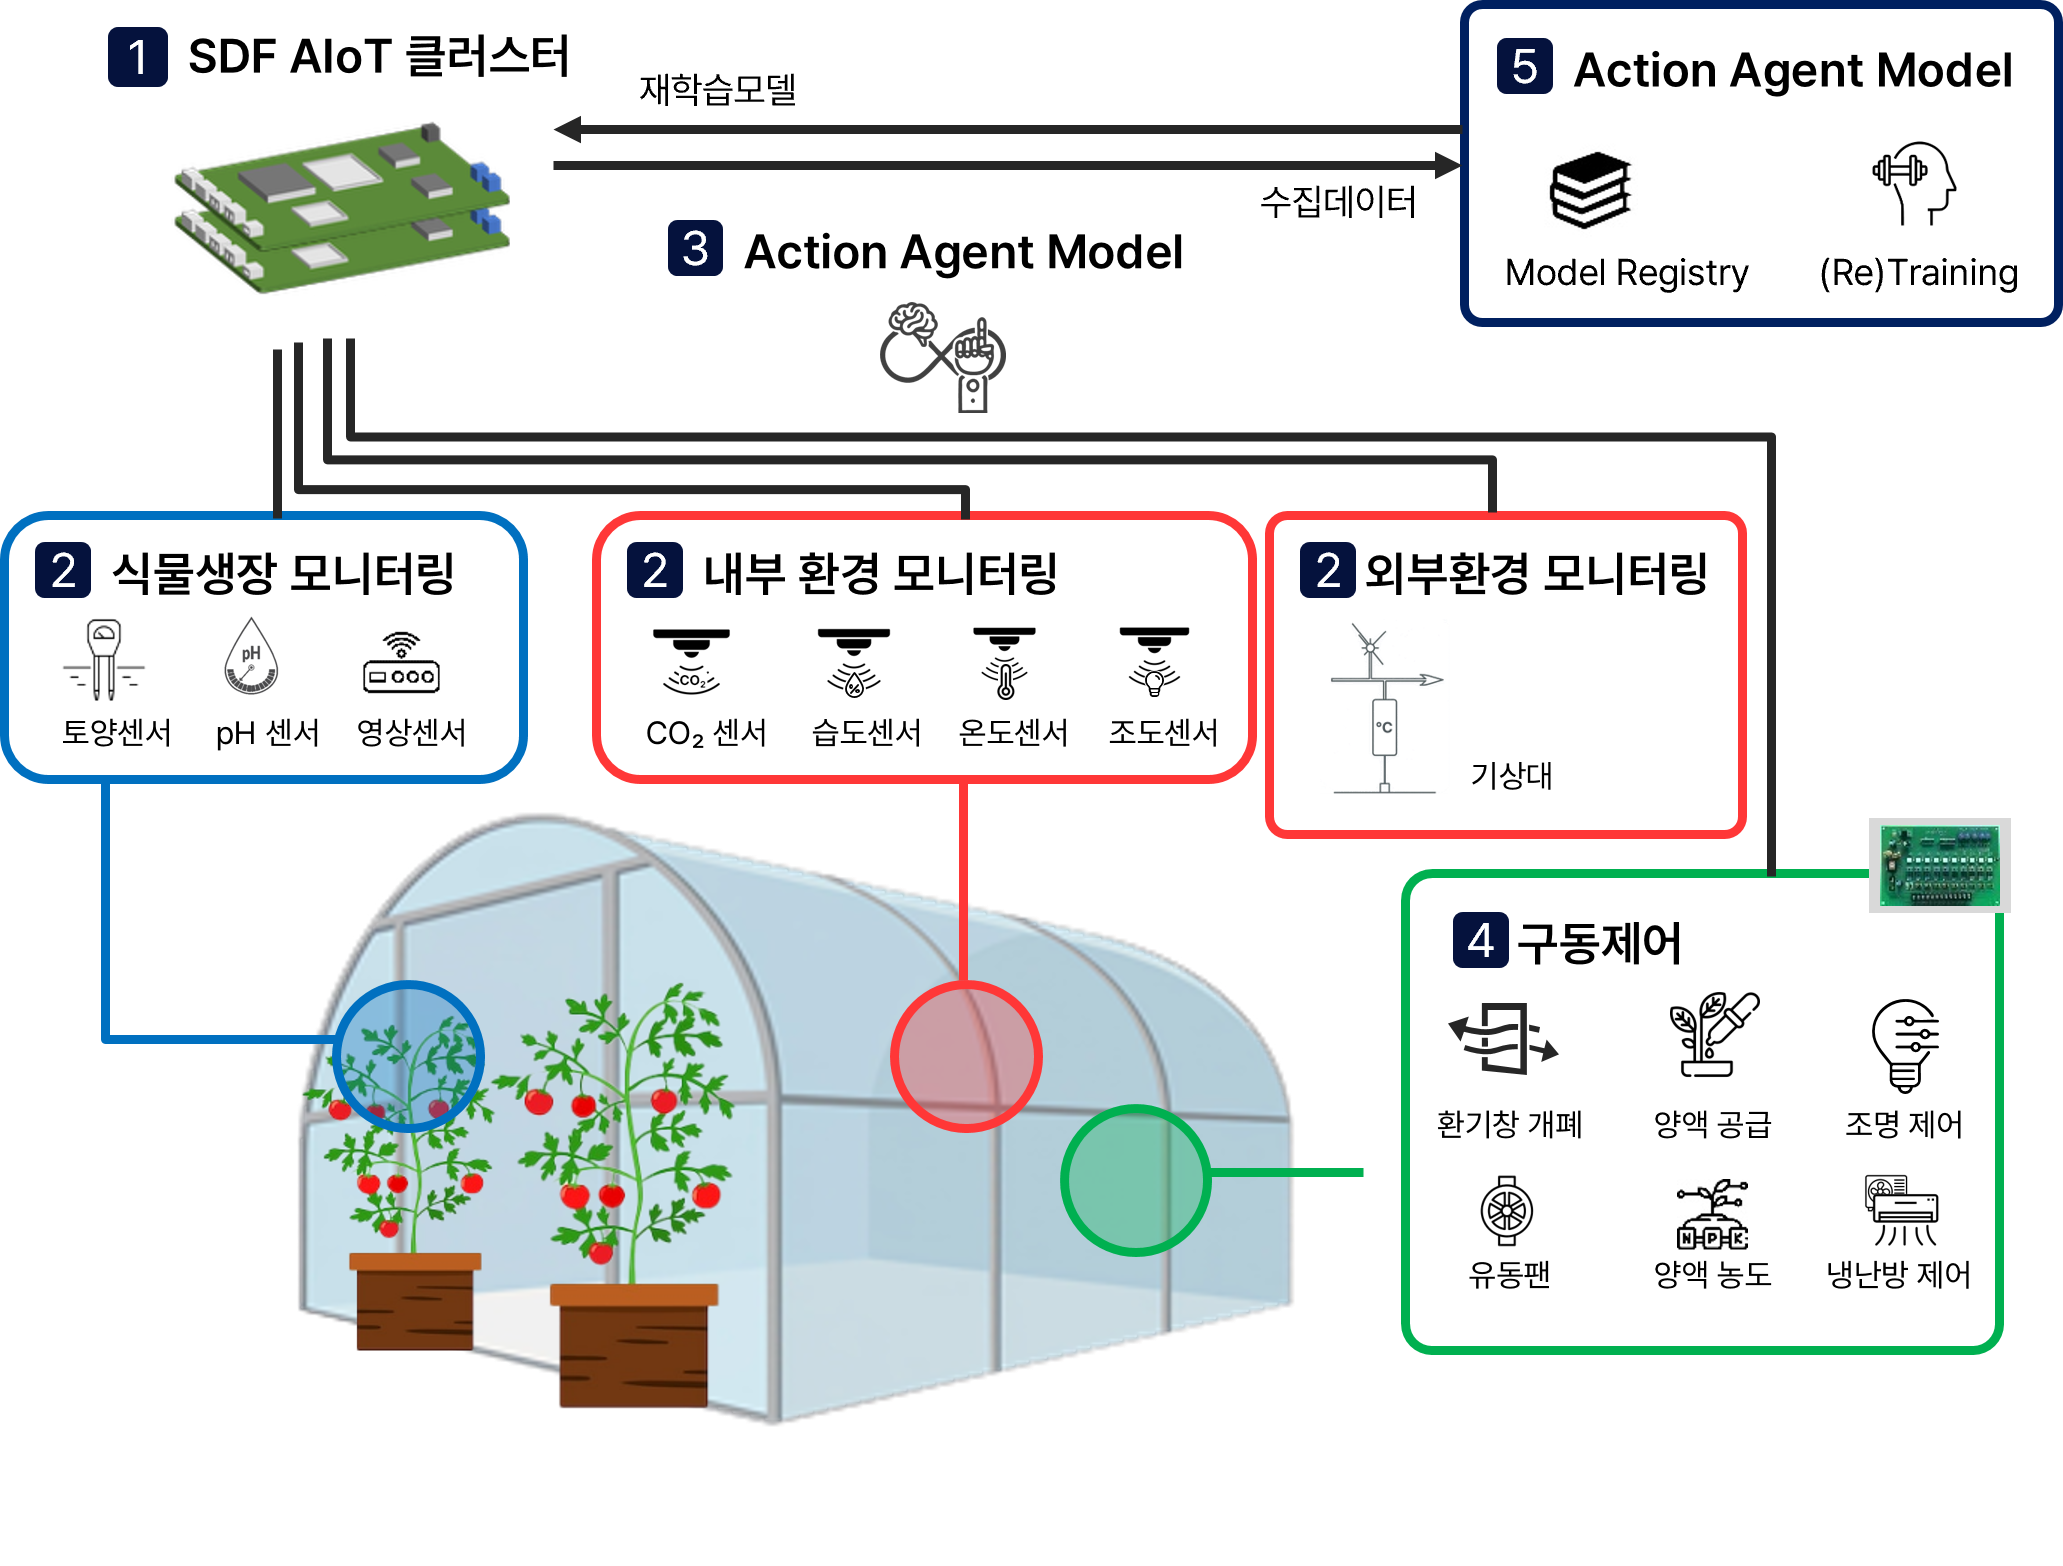 1 SDF AIoT 클러스터
재학습모델
수집데이터
5 Action Agent Model
Model Registry
(Re)Training
3 Action Agent Model
2 식물생장 모니터링
pH
토양센서
pH 센서
영상센서
2 내부 환경 모니터링
CO₂
%
CO₂ 센서
습도센서
온도센서
조도센서
2 외부환경 모니터링
°C
기상대
4 구동제어
환기창 개폐
양액 공급
조명 제어
N P K
유동팬
양액 농도
냉난방 제어